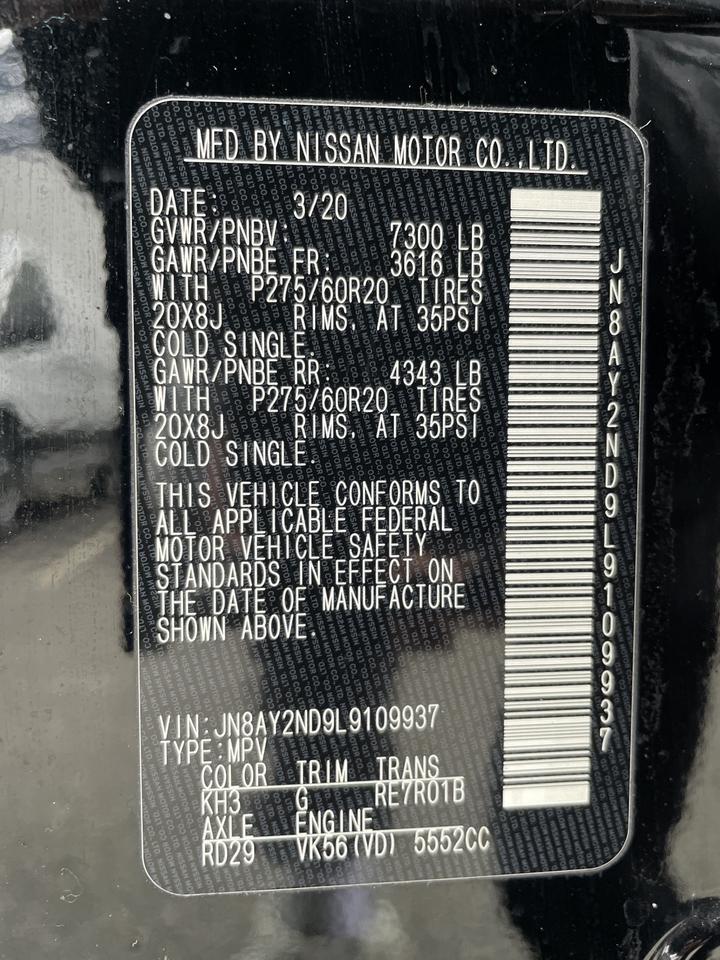 MFD BY NISSAN MOTOR CO.,LTD.
DATE: 3/20
GVWR/PNBV: 7300 LB
GAWR/PNBE FR: 3616 LB
WITH P275/60R20 TIRES
20X8J RIMS, AT 35PSI
COLD SINGLE.
GAWR/PNBE RR: 4343 LB
WITH P275/60R20 TIRES
20X8J RIMS, AT 35PSI
COLD SINGLE.
THIS VEHICLE CONFORMS TO
ALL APPLICABLE FEDERAL
MOTOR VEHICLE SAFETY
STANDARDS IN EFFECT ON
THE DATE OF MANUFACTURE
SHOWN ABOVE.
VIN:JN8AY2ND9L9109937
TYPE:MPV
COLOR TRIM TRANS
KH3 G RE7R01B
AXLE ENGINE
RD29 VK56(VD) 5552CC
JN8AY2ND9L9109937